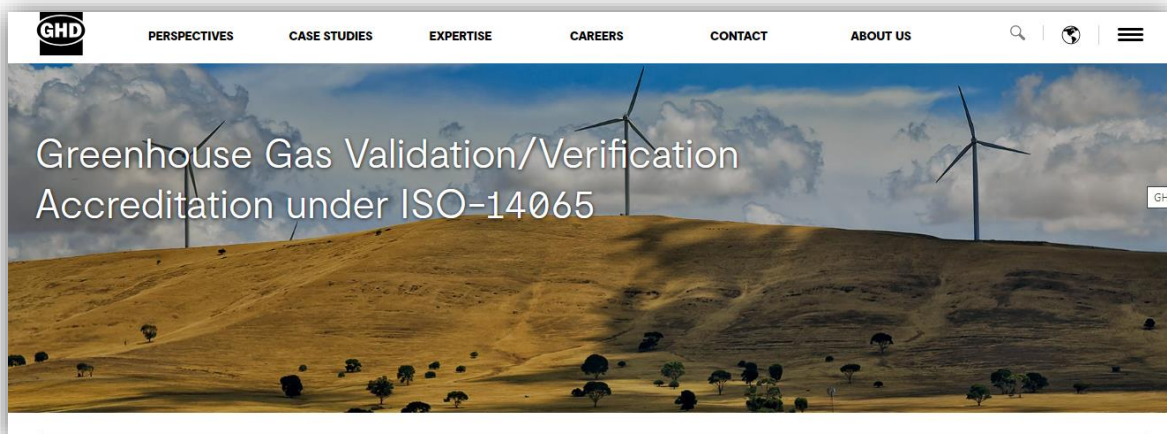 GHD
PERSPECTIVES CASE STUDIES EXPERTISE CAREERS CONTACT ABOUT US
Greenhouse Gas Validation/Verification
Accreditation under ISO-14065
GH